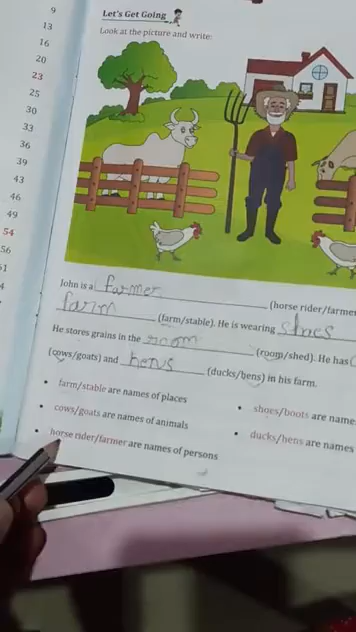 9
13
16
20
23
25
30
33
36
39
43
46
49
54
56
Let's Get Going
Look at the picture and write:
John is a farmer (horse rider/farmer
farm (farm/stable). He is wearing shoes
He stores grains in the room (room/shed). He has
(cows/goats) and hens (ducks/hens) in his farm.
• farm/stable are names of places
• shoes/boots are name
• cows/goats are names of animals
• ducks/hens are names
• horse rider/farmer are names of persons